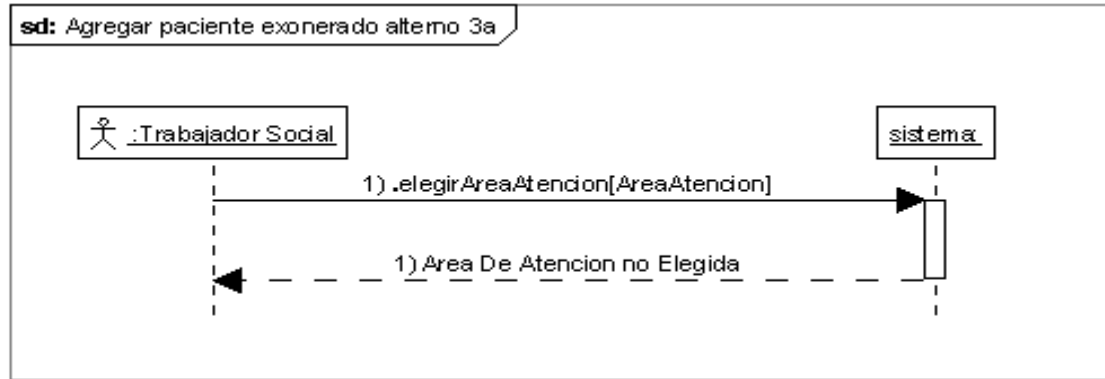 sd: Agregar paciente exonerado alterno 3a
:Trabajador Social
sistema:
1) .elegirAreaAtencion[AreaAtencion]
1) Area De Atencion no Elegida